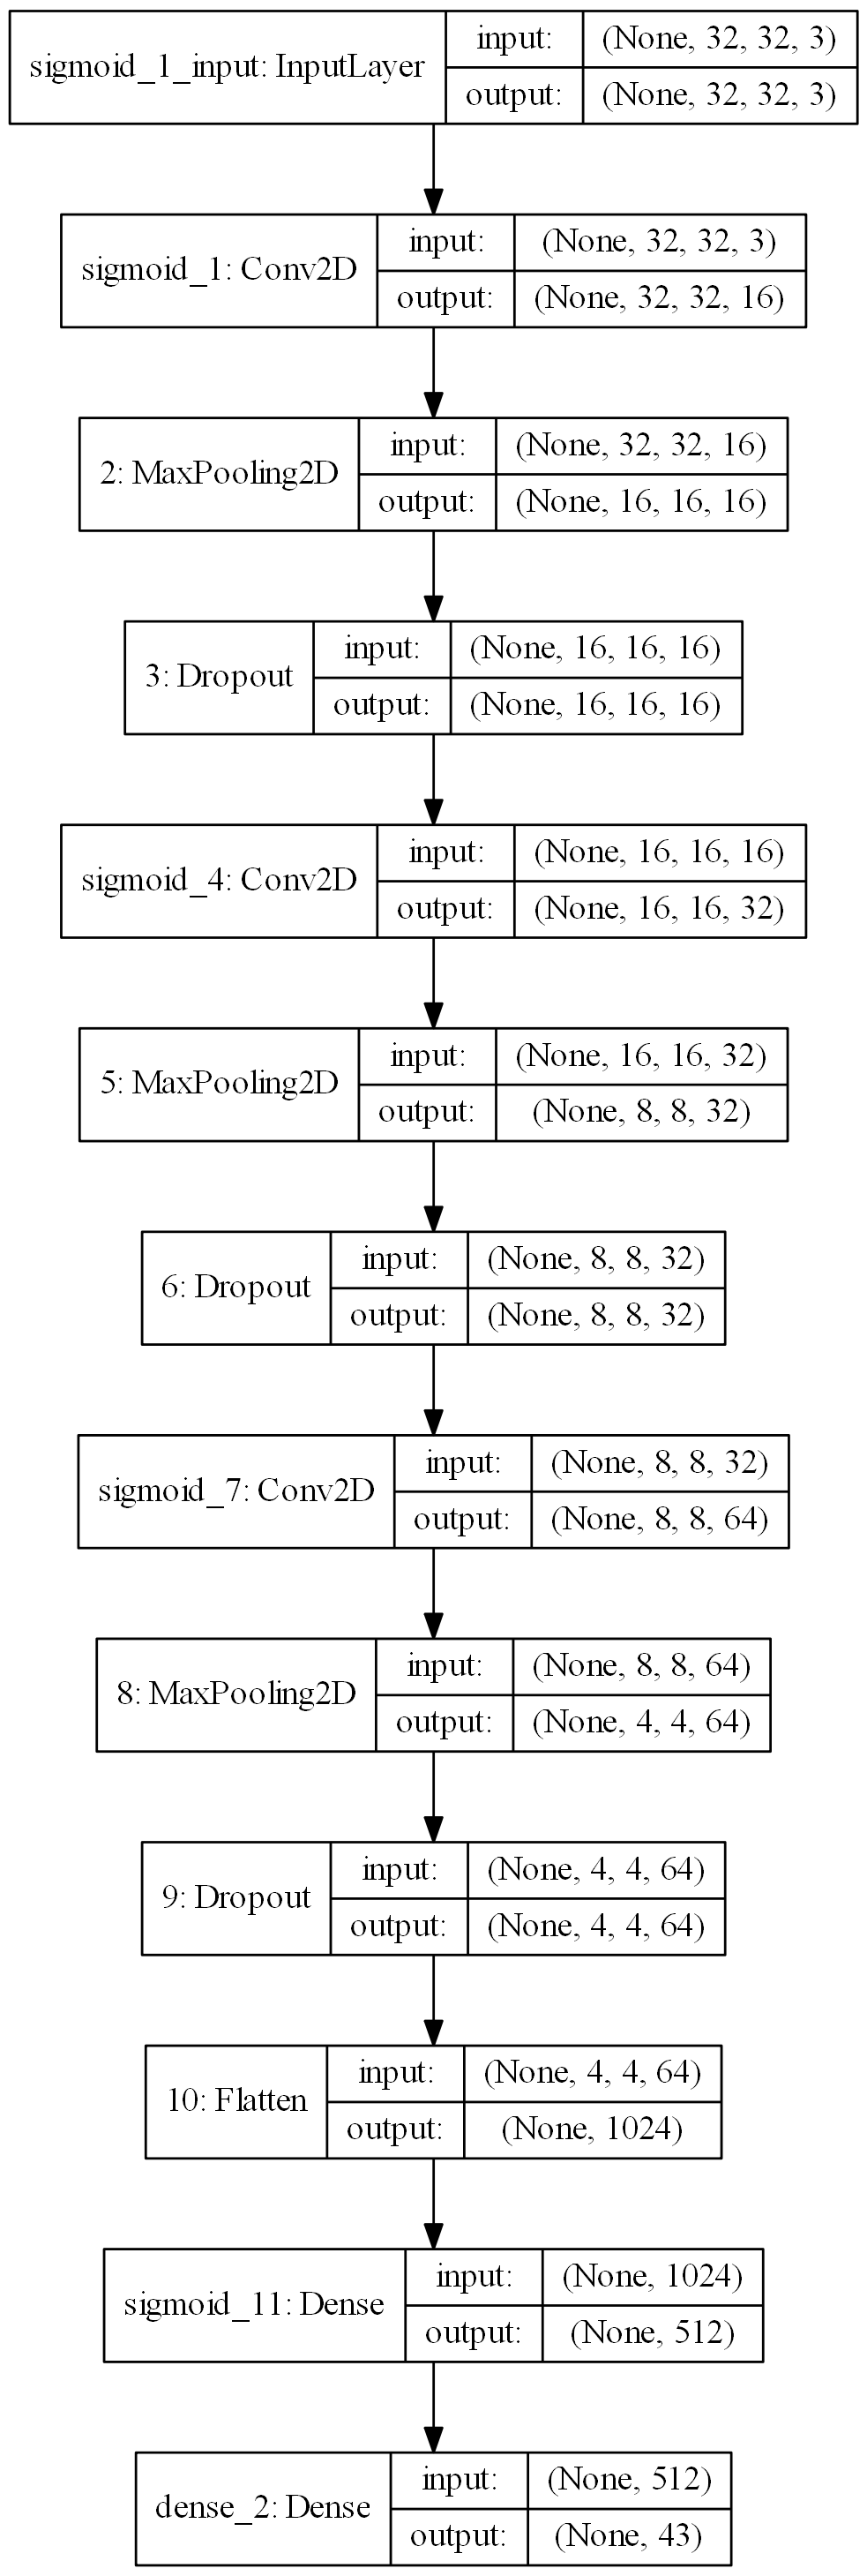 sigmoid_1_input: InputLayer
input:
(None, 32, 32, 3)
output:
(None, 32, 32, 3)
sigmoid_1: Conv2D
input:
(None, 32, 32, 3)
output:
(None, 32, 32, 16)
2: MaxPooling2D
input:
(None, 32, 32, 16)
output:
(None, 16, 16, 16)
3: Dropout
input:
(None, 16, 16, 16)
output:
(None, 16, 16, 16)
sigmoid_4: Conv2D
input:
(None, 16, 16, 16)
output:
(None, 16, 16, 32)
5: MaxPooling2D
input:
(None, 16, 16, 32)
output:
(None, 8, 8, 32)
6: Dropout
input:
(None, 8, 8, 32)
output:
(None, 8, 8, 32)
sigmoid_7: Conv2D
input:
(None, 8, 8, 32)
output:
(None, 8, 8, 64)
8: MaxPooling2D
input:
(None, 8, 8, 64)
output:
(None, 4, 4, 64)
9: Dropout
input:
(None, 4, 4, 64)
output:
(None, 4, 4, 64)
10: Flatten
input:
(None, 4, 4, 64)
output:
(None, 1024)
sigmoid_11: Dense
input:
(None, 1024)
output:
(None, 512)
dense_2: Dense
input:
(None, 512)
output:
(None, 43)